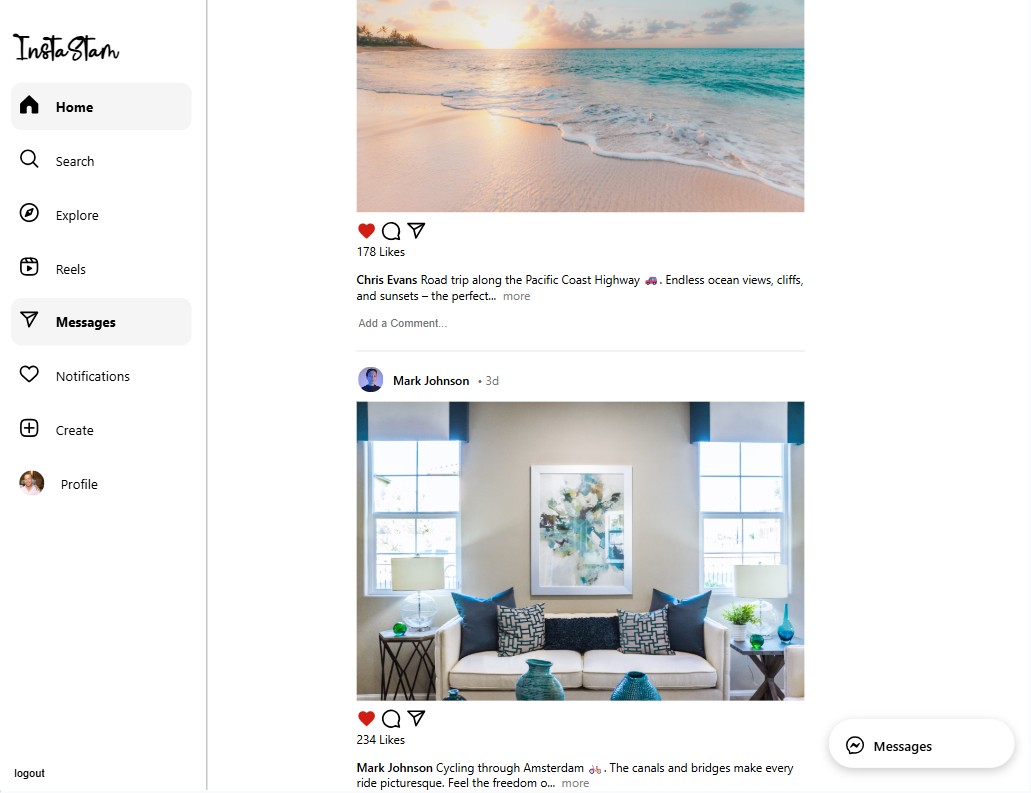 InstaStam
Home
Search
Explore
Reels
Messages
Notifications
Create
Profile
logout
178 Likes
Chris Evans Road trip along the Pacific Coast Highway 🚙. Endless ocean views, cliffs,
and sunsets – the perfect... more
Add a Comment...
Mark Johnson • 3d
234 Likes
Mark Johnson Cycling through Amsterdam 🚲. The canals and bridges make every
ride picturesque. Feel the freedom o... more
Messages